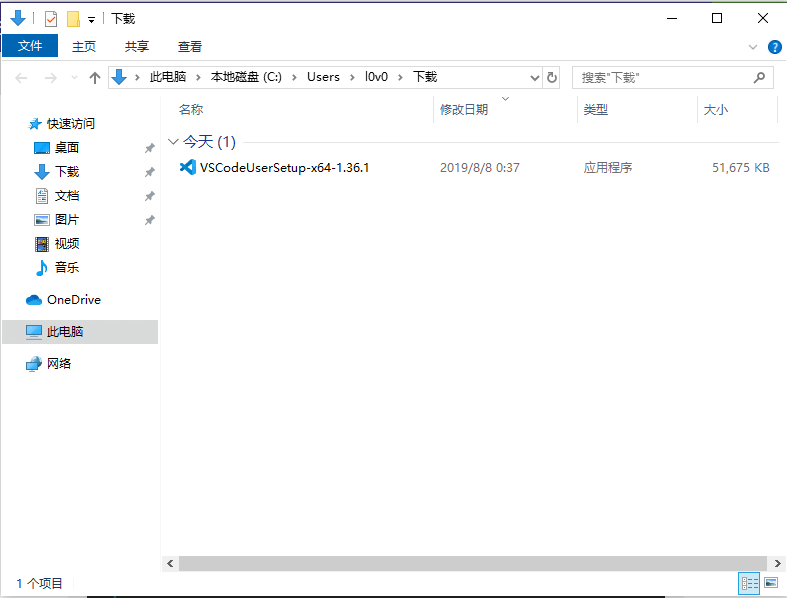 下载
文件 主页 共享 查看
此电脑 › 本地磁盘 (C:) › Users › l0v0 › 下载 搜索"下载"
名称 修改日期 类型 大小
快速访问
今天 (1)
桌面
VSCodeUserSetup-x64-1.36.1 2019/8/8 0:37 应用程序 51,675 KB
下载
文档
图片
视频
音乐
OneDrive
此电脑
网络
1 个项目